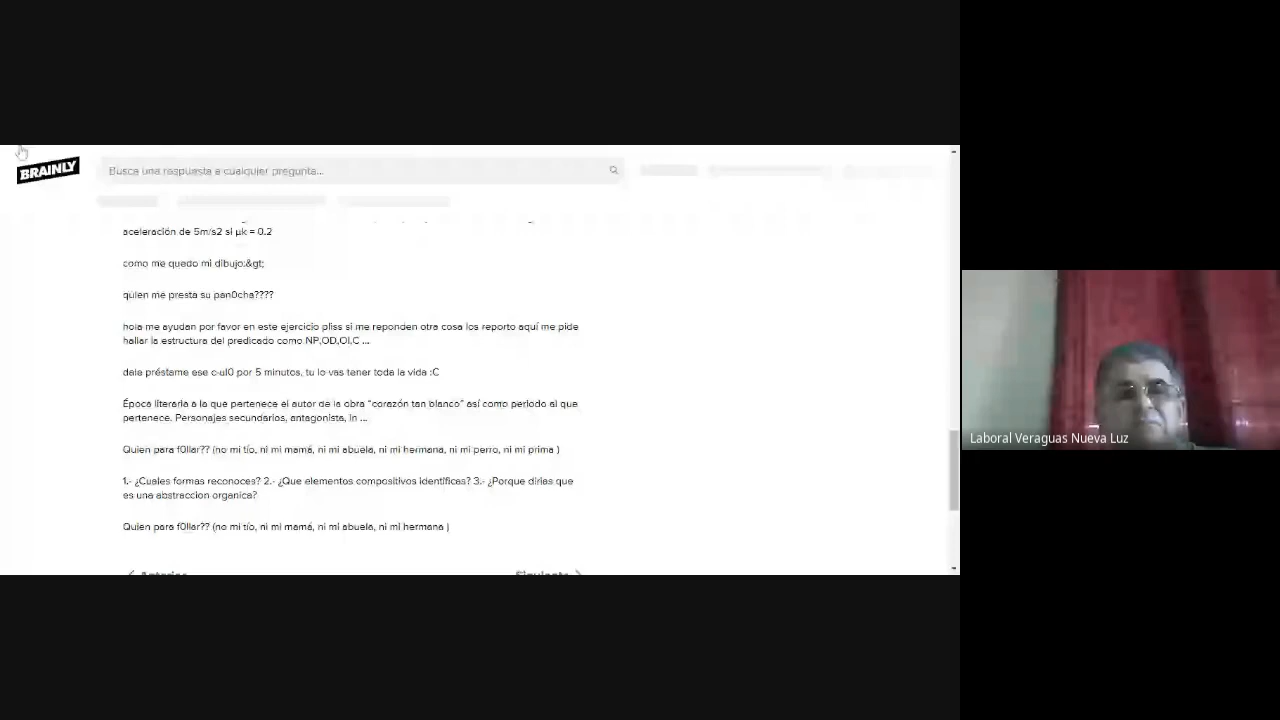 BRAINLY
Busca una respuesta a cualquier pregunta...
aceleración de 5m/s2 si µk = 0.2
como me quedo mi dibujo:&gt;
quien me presta su pan0cha????
hola me ayudan por favor en este ejercicio pliss si me reponden otra cosa los reporto aquí me pide
hallar la estructura del predicado como NP,OD,OI,C ...
dale préstame ese c-ul0 por 5 minutos, tu lo vas tener toda la vida :C
Época literaria a la que pertenece el autor de la obra "corazón tan blanco" así como periodo al que
pertenece. Personajes secundarios, antagonista, in ...
Quien para f0llar?? (no mi tío, ni mi mamá, ni mi abuela, ni mi hermana, ni mi perro, ni mi prima )
1.- ¿Cuales formas reconoces? 2.- ¿Que elementos compositivos identificas? 3.- ¿Porque dirias que
es una abstraccion organica?
Quien para f0llar?? (no mi tío, ni mi mamá, ni mi abuela, ni mi hermana )
Laboral Veraguas Nueva Luz